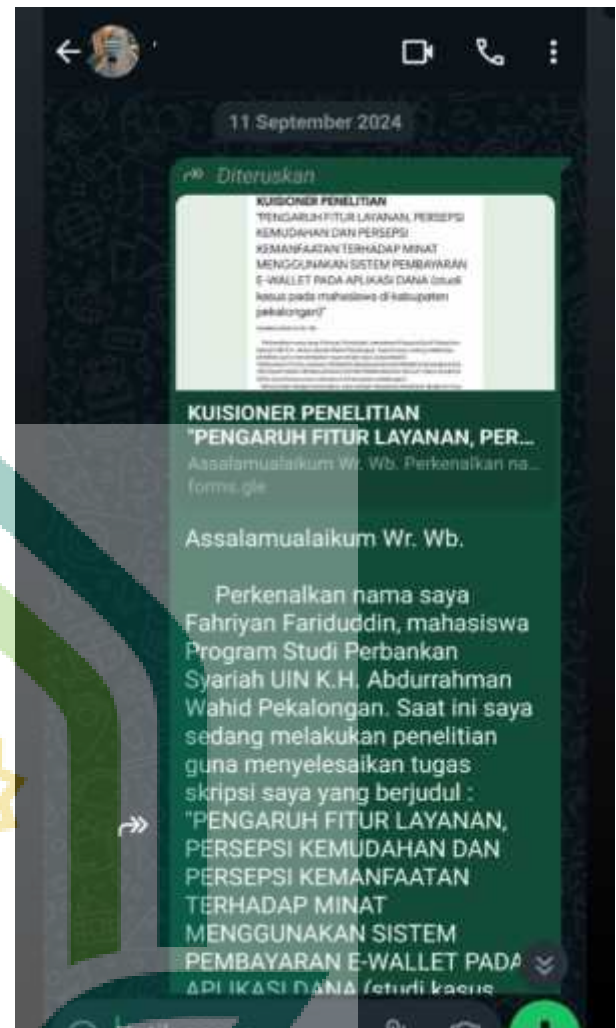 11 September 2024
Diteruskan
KUISIONER PENELITIAN
"PENGARUH FITUR LAYANAN, PERSEPSI
KEMUDAHAN DAN PERSEPSI
KEMANFAATAN TERHADAP MINAT
MENGGUNAKAN SISTEM PEMBAYARAN
E-WALLET PADA APLIKASI DANA (studi
kasus pada mahasiswa di kabupaten
pekalongan)"
KUISIONER PENELITIAN
"PENGARUH FITUR LAYANAN, PER...
Assalamualaikum Wr. Wb. Perkenalkan na...
forms.gle
Assalamualaikum Wr. Wb.
Perkenalkan nama saya
Fahriyan Fariduddin, mahasiswa
Program Studi Perbankan
Syariah UIN K.H. Abdurrahman
Wahid Pekalongan. Saat ini saya
sedang melakukan penelitian
guna menyelesaikan tugas
skripsi saya yang berjudul :
"PENGARUH FITUR LAYANAN,
PERSEPSI KEMUDAHAN DAN
PERSEPSI KEMANFAATAN
TERHADAP MINAT
MENGGUNAKAN SISTEM
PEMBAYARAN E-WALLET PADA
APLIKASI DANA (studi kasus